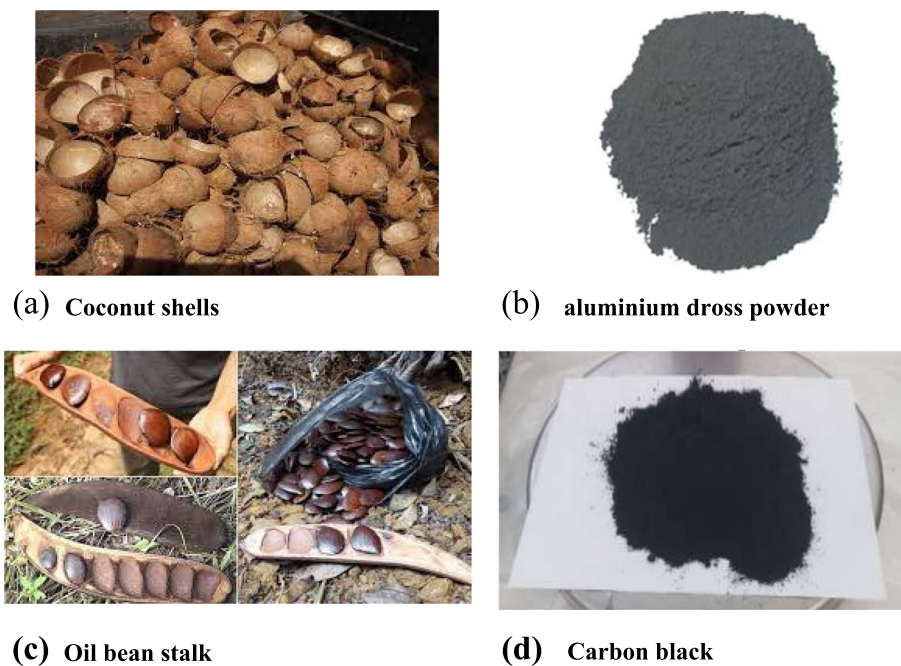 (a) Coconut shells
(b) aluminium dross powder
(c) Oil bean stalk
(d) Carbon black